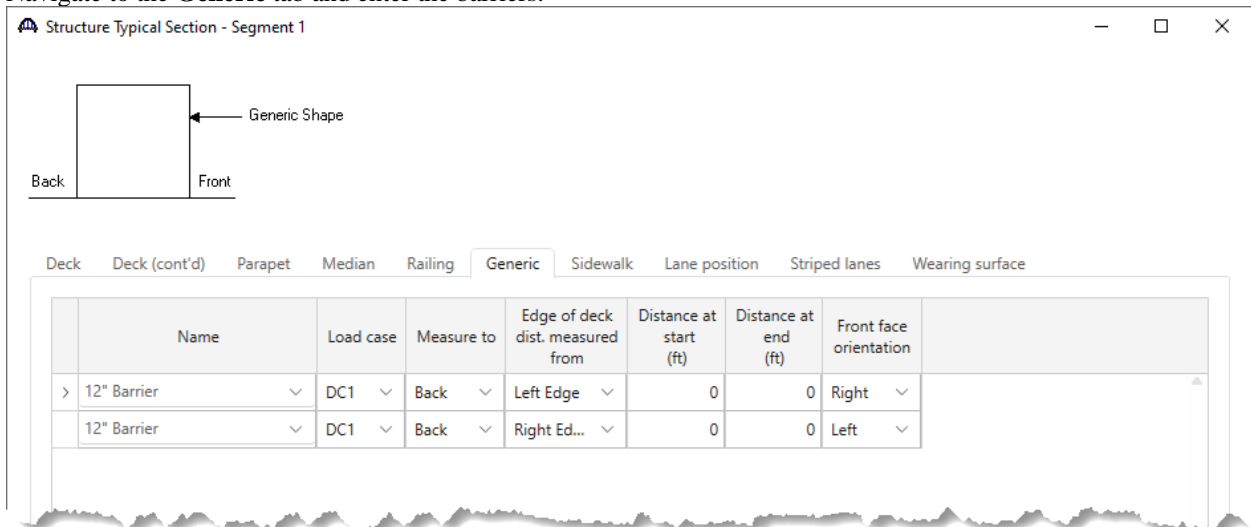 Navigate to the Generic tab and enter the barriers.
Structure Typical Section - Segment 1
Generic Shape
Back Front
Deck Deck (cont'd) Parapet Median Railing Generic Sidewalk Lane position Striped lanes Wearing surface
Name Load case Measure to Edge of deck dist. measured from Distance at start (ft) Distance at end (ft) Front face orientation
12" Barrier DC1 Back Left Edge 0 0 Right
12" Barrier DC1 Back Right Ed... 0 0 Left